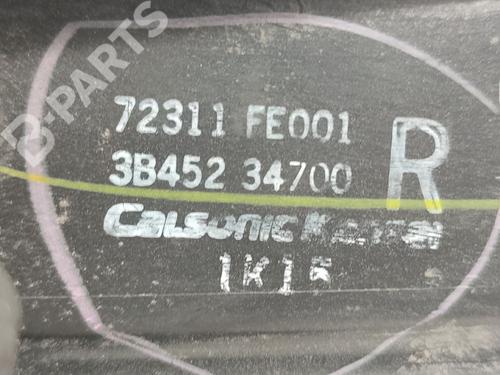 B-PARTS
72311 FE001
3B452 34700
R
CALSONIC KANSEI
1K15